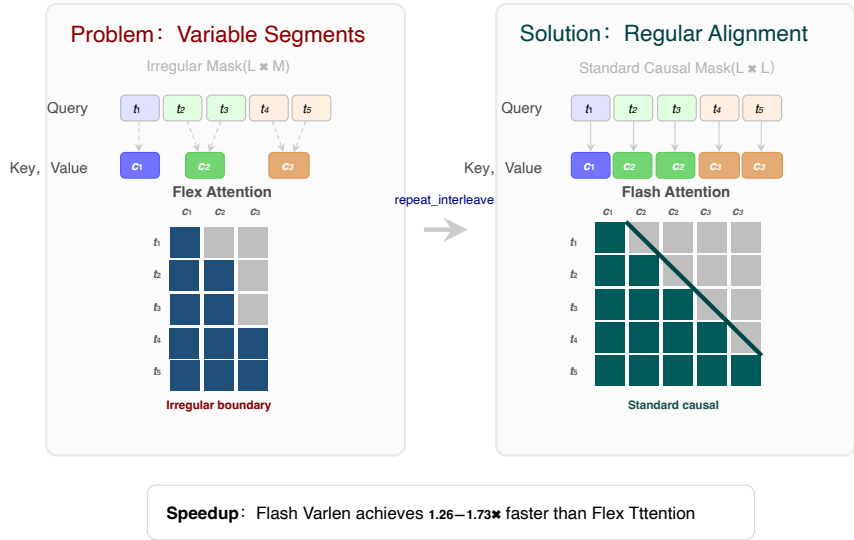 Problem: Variable Segments
Irregular Mask(L ✖ M)
Query t1 t2 t3 t4 t5
Key, Value c1 c2 c3
Flex Attention
c1 c2 c3
t1
t2
t3
t4
t5
Irregular boundary
repeat_interleave
Solution: Regular Alignment
Standard Causal Mask(L ✖ L)
Query t1 t2 t3 t4 t5
Key, Value c1 c2 c2 c3 c3
Flash Attention
c1 c2 c2 c3 c3
t1
t2
t3
t4
t5
Standard causal
Speedup: Flash Varlen achieves 1.26−1.73✖ faster than Flex Tttention